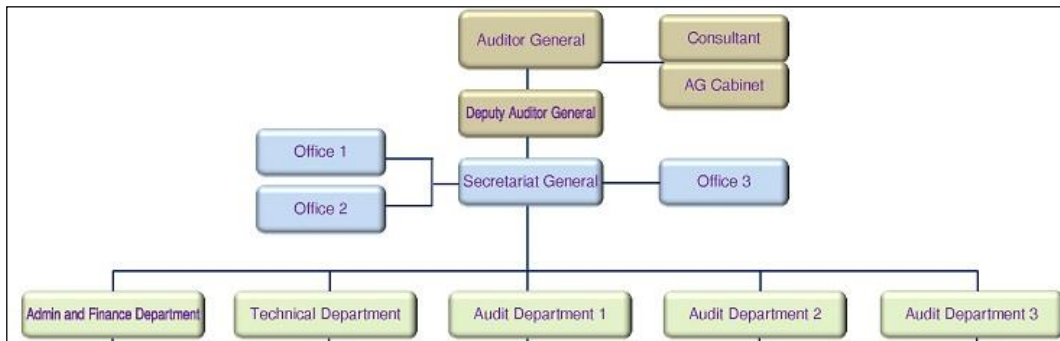 Auditor General
Consultant
AG Cabinet
Deputy Auditor General
Office 1
Office 2
Secretariat General
Office 3
Admin and Finance Department
Technical Department
Audit Department 1
Audit Department 2
Audit Department 3